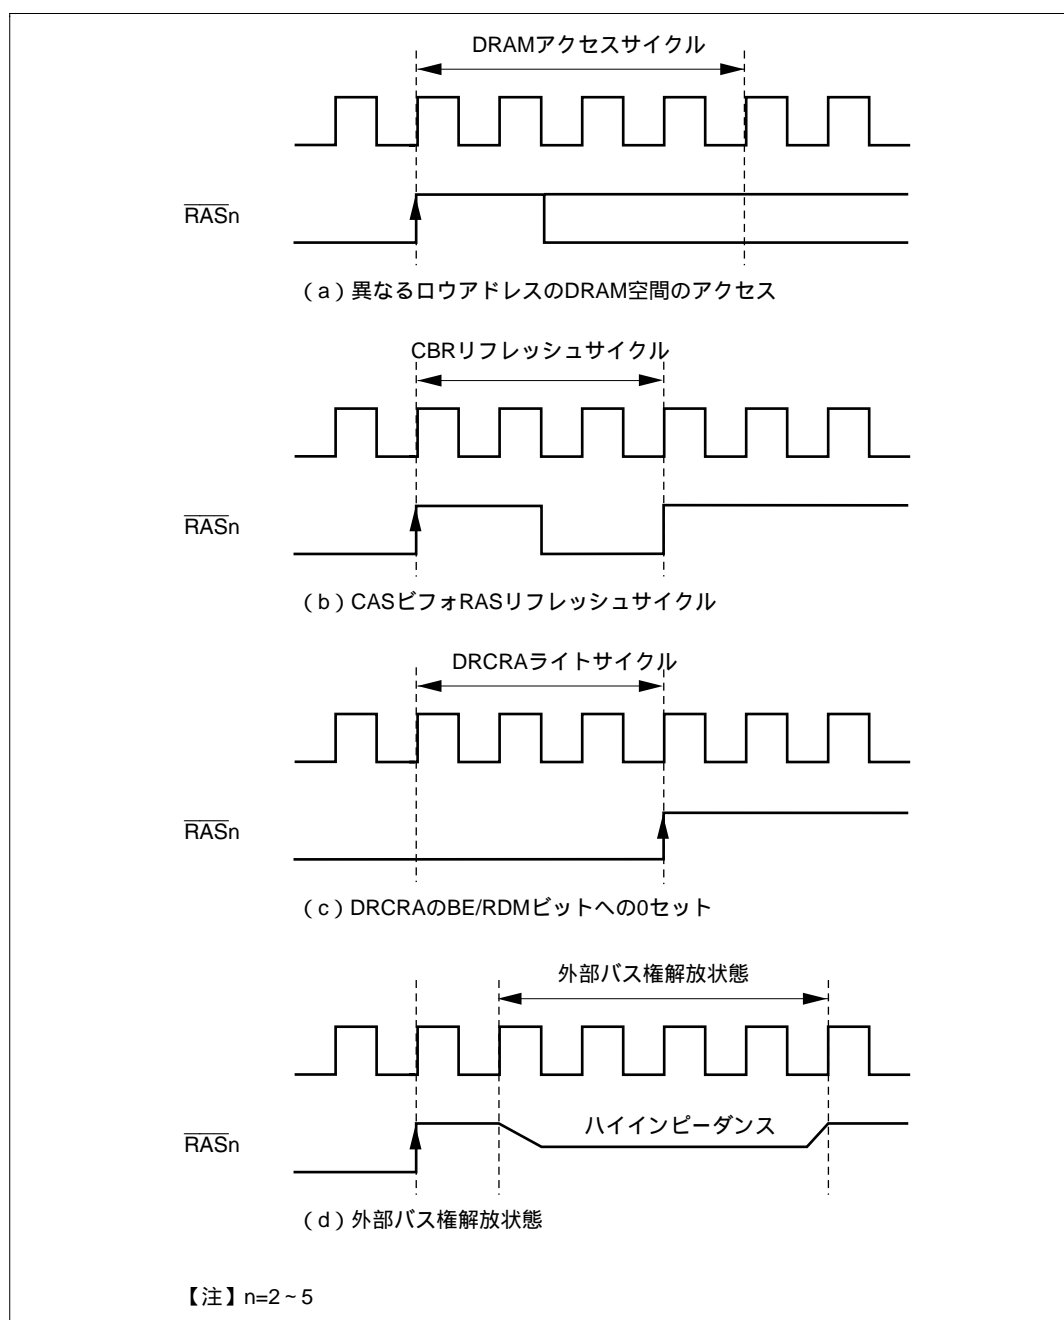 DRAMアクセスサイクル
RASn
（a）異なるロウアドレスのDRAM空間のアクセス
CBRリフレッシュサイクル
RASn
（b）CASビフォRASリフレッシュサイクル
DRCRAライトサイクル
RASn
（c）DRCRAのBE/RDMビットへの0セット
外部バス権解放状態
ハイインピーダンス
RASn
（d）外部バス権解放状態
【注】n=2～5